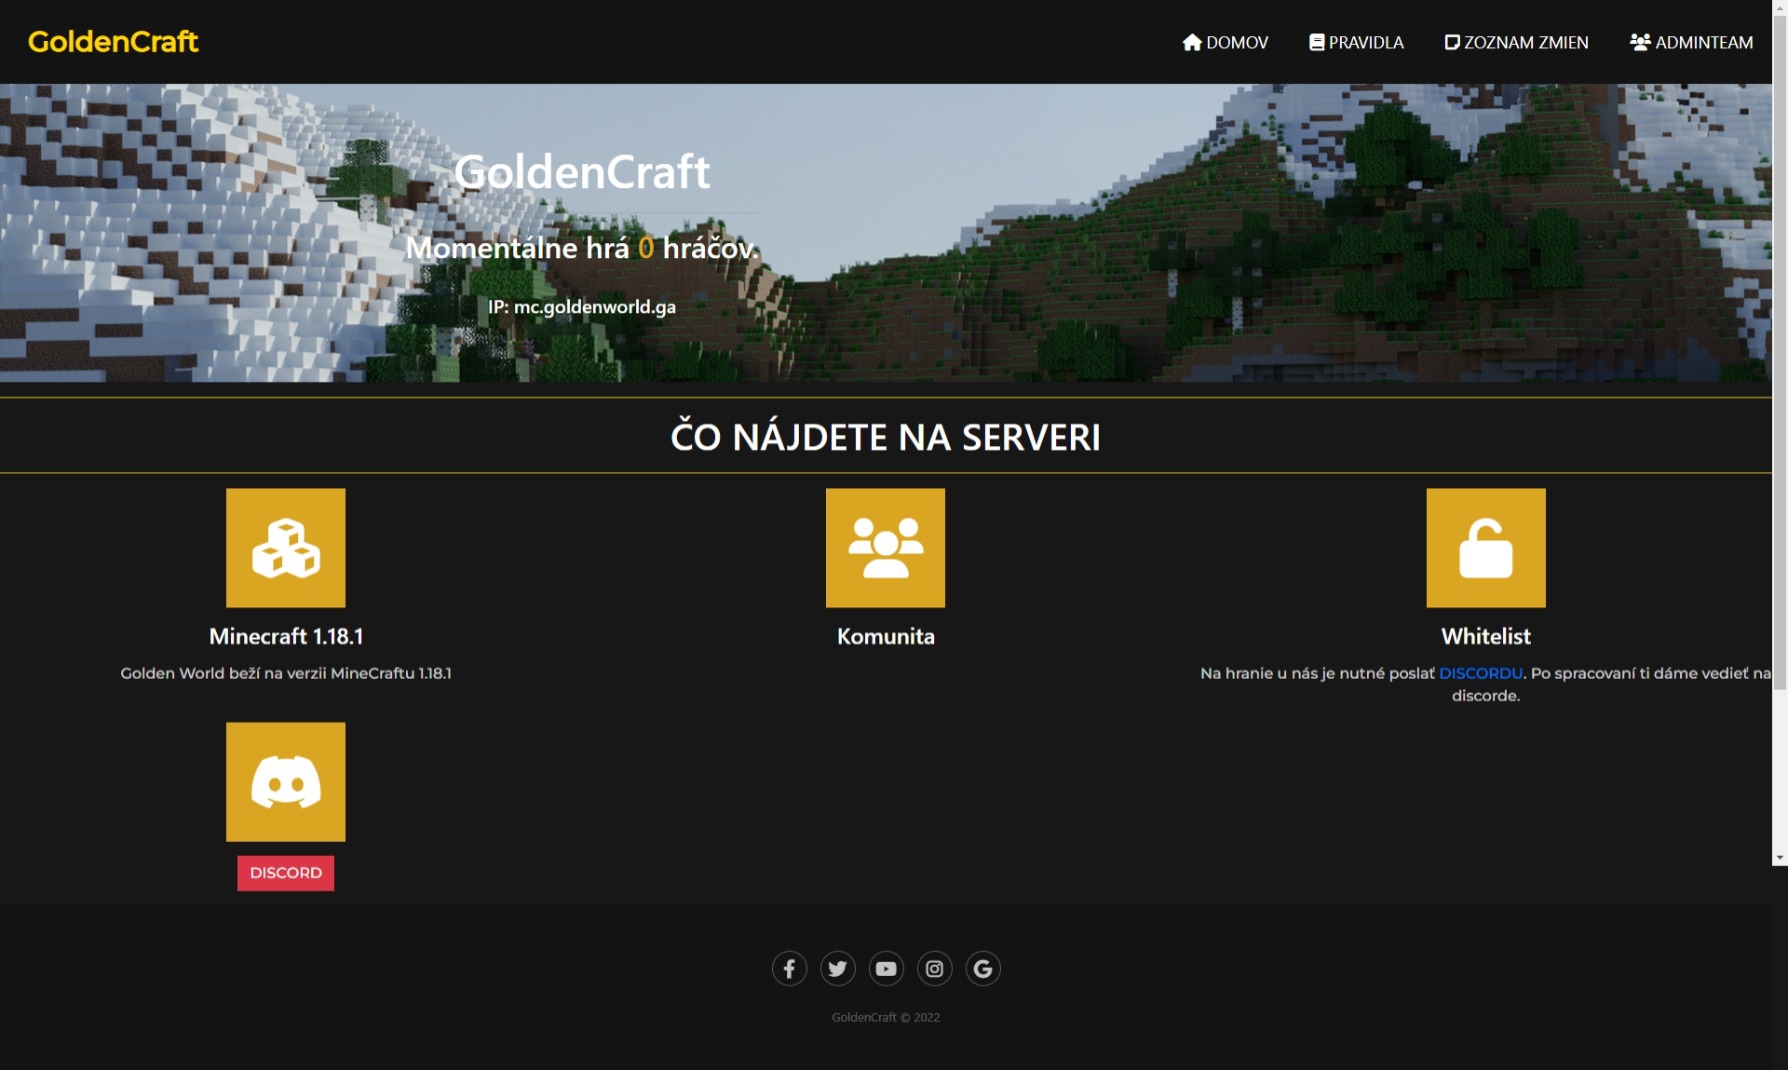 GoldenCraft
DOMOV
PRAVIDLA
ZOZNAM ZMIEN
ADMINTEAM
GoldenCraft
Momentálne hrá 0 hráčov.
IP: mc.goldenworld.ga
ČO NÁJDETE NA SERVERI
Minecraft 1.18.1
Golden World beží na verzii MineCraftu 1.18.1
Komunita
Whitelist
Na hranie u nás je nutné poslať DISCORDU. Po spracovaní ti dáme vedieť na
discorde.
DISCORD
GoldenCraft © 2022